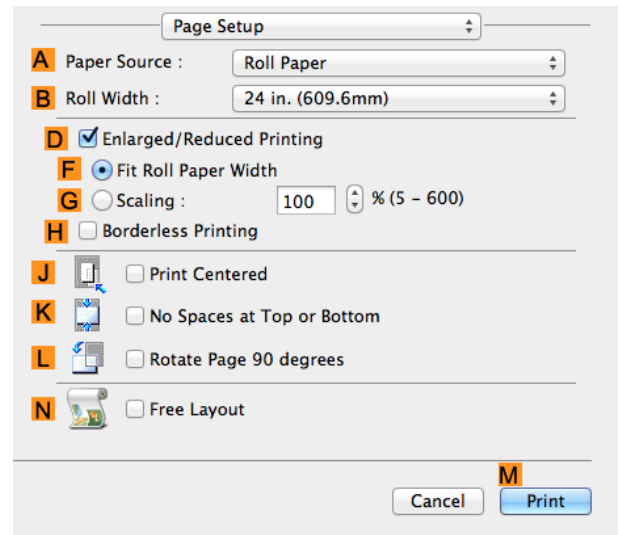 Page Setup
A Paper Source : Roll Paper
B Roll Width : 24 in. (609.6mm)
D Enlarged/Reduced Printing
F Fit Roll Paper Width
G Scaling : 100 % (5 – 600)
H Borderless Printing
J Print Centered
K No Spaces at Top or Bottom
L Rotate Page 90 degrees
N Free Layout
M
Cancel Print